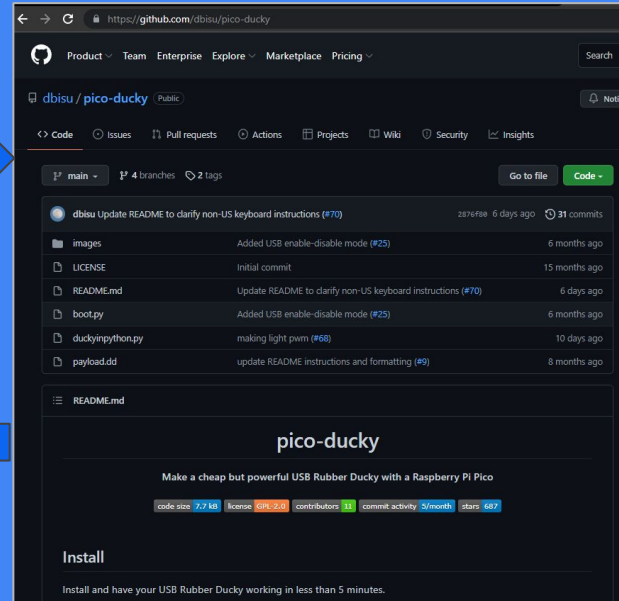 https://github.com/dbisu/pico-ducky
Product Team Enterprise Explore Marketplace Pricing Search
dbisu / pico-ducky Public
Code Issues Pull requests Actions Projects Wiki Security Insights
main 4 branches 2 tags Go to file Code
dbisu Update README to clarify non-US keyboard instructions (#70) 2876f80 6 days ago 31 commits
images Added USB enable-disable mode (#25) 6 months ago
LICENSE Initial commit 15 months ago
README.md Update README to clarify non-US keyboard instructions (#70) 6 days ago
boot.py Added USB enable-disable mode (#25) 6 months ago
duckyinpython.py making light pwm (#68) 10 days ago
payload.dd update README instructions and formatting (#9) 8 months ago
README.md
pico-ducky
Make a cheap but powerful USB Rubber Ducky with a Raspberry Pi Pico
code size 7.7 kB license GPL-2.0 contributors 11 commit activity 5/month stars 687
Install
Install and have your USB Rubber Ducky working in less than 5 minutes.